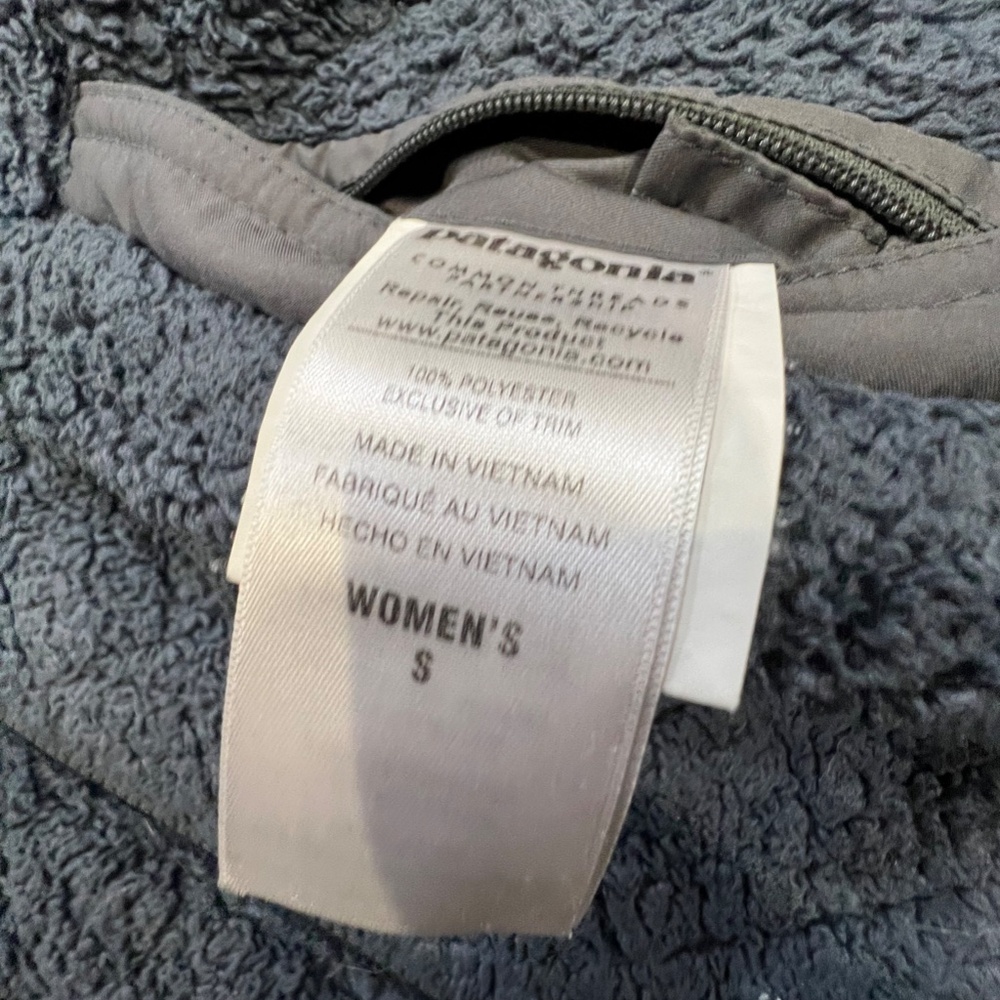 patagonia®
COMMON THREADS
PARTNERSHIP
Repair, Reuse, Recycle
This Product
www.patagonia.com
100% POLYESTER
EXCLUSIVE OF TRIM
MADE IN VIETNAM
FABRIQUÉ AU VIETNAM
HECHO EN VIETNAM
WOMEN'S
S